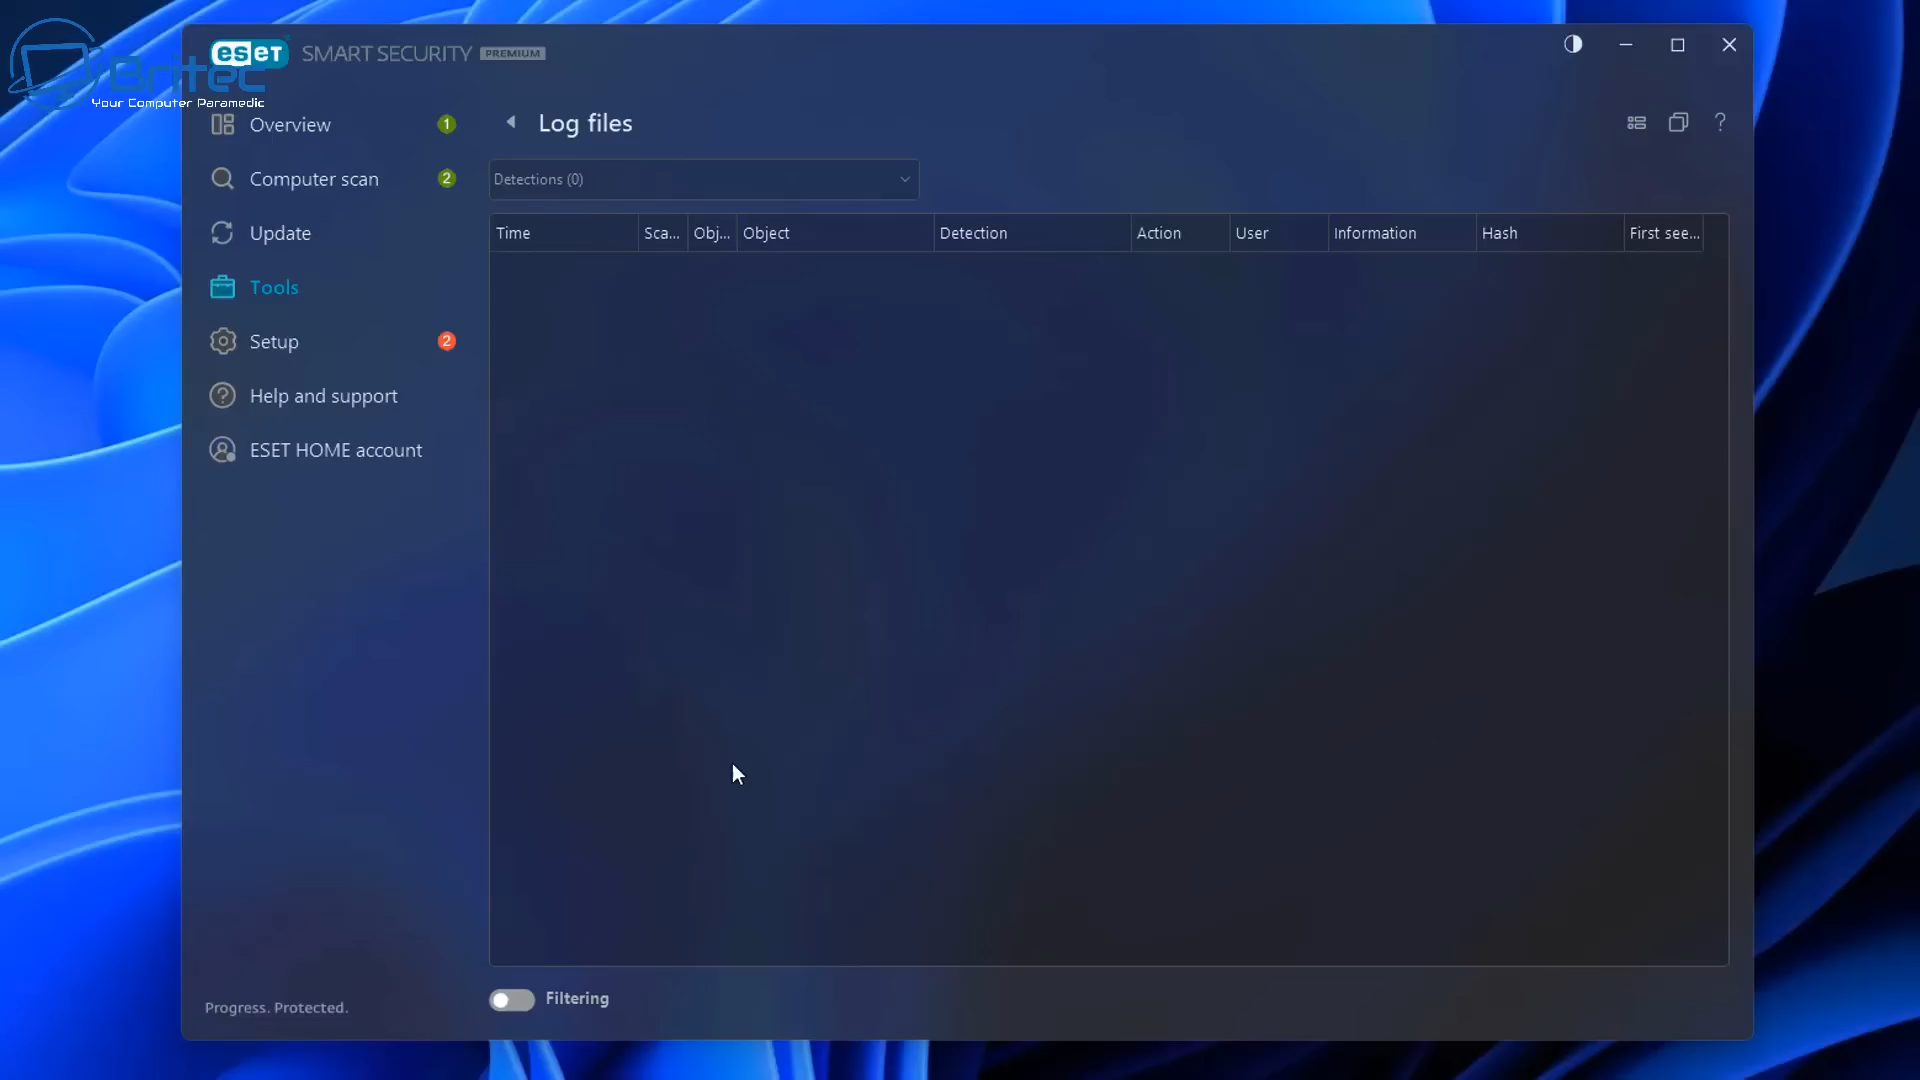 eset SMART SECURITY PREMIUM
Britec
Your Computer Paramedic
Overview 1
Computer scan 2
Update
Tools
Setup 2
Help and support
ESET HOME account
Progress. Protected.
Log files
?
Detections (0)
Time Sca... Obj... Object Detection Action User Information Hash First see...
Filtering